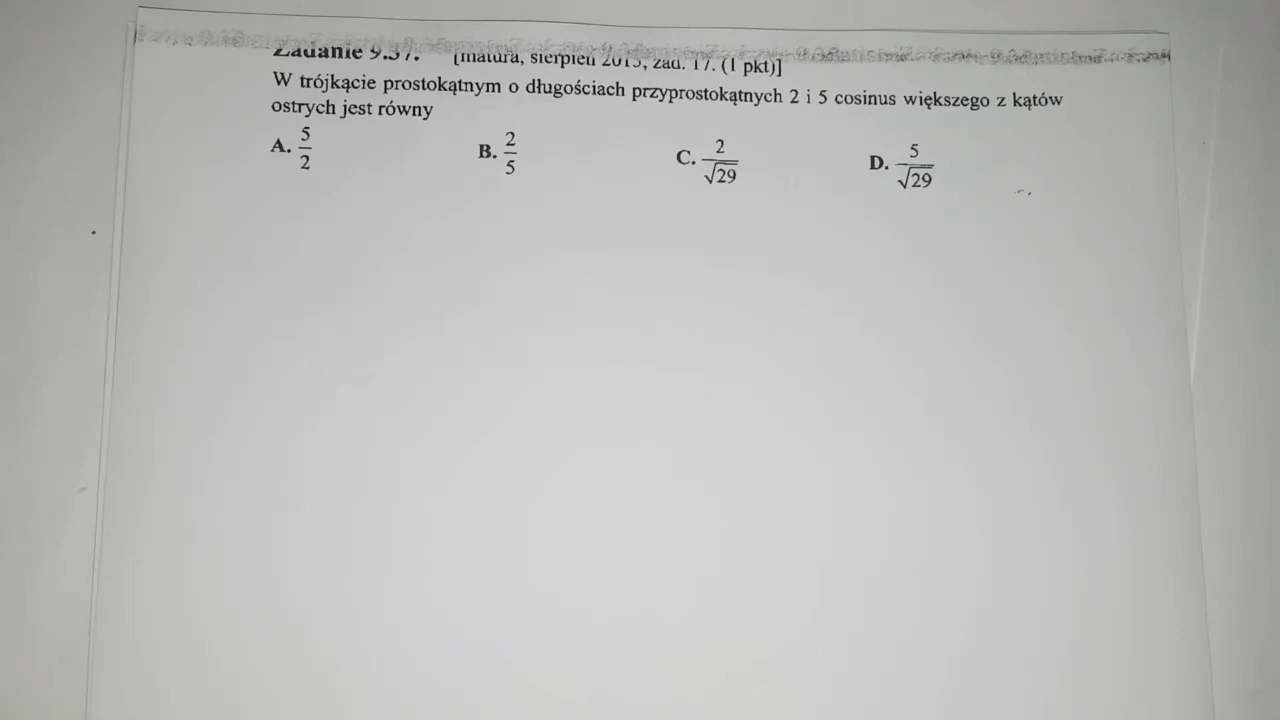 Zadanie 9.37. [matura, sierpień 2015, zad. 17. (1 pkt)]
W trójkącie prostokątnym o długościach przyprostokątnych 2 i 5 cosinus większego z kątów
ostrych jest równy
A. 5/2 B. 2/5 C. 2/√29 D. 5/√29